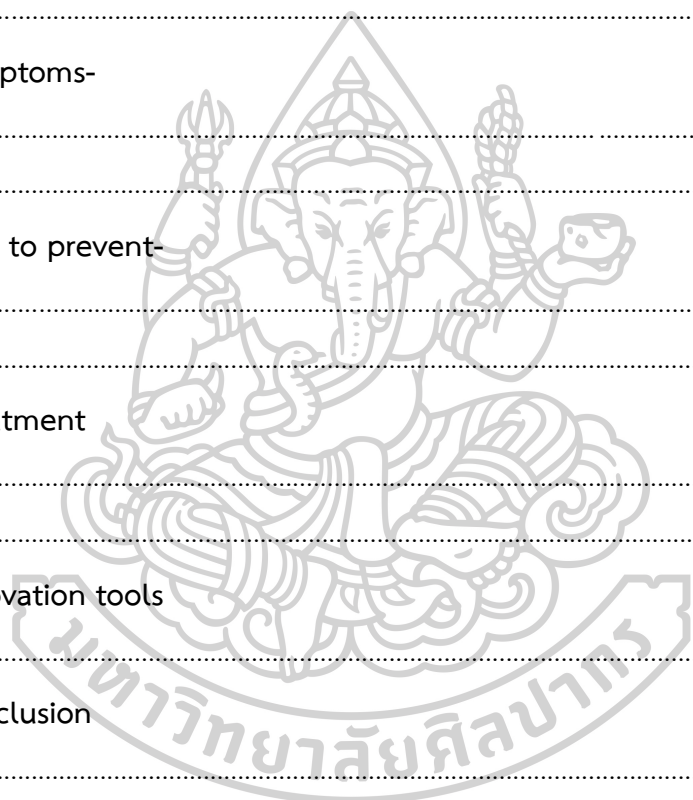 ptoms-
to prevent-
tment
ovation tools
clusion
มหาวิทยาลัยศิลปากร